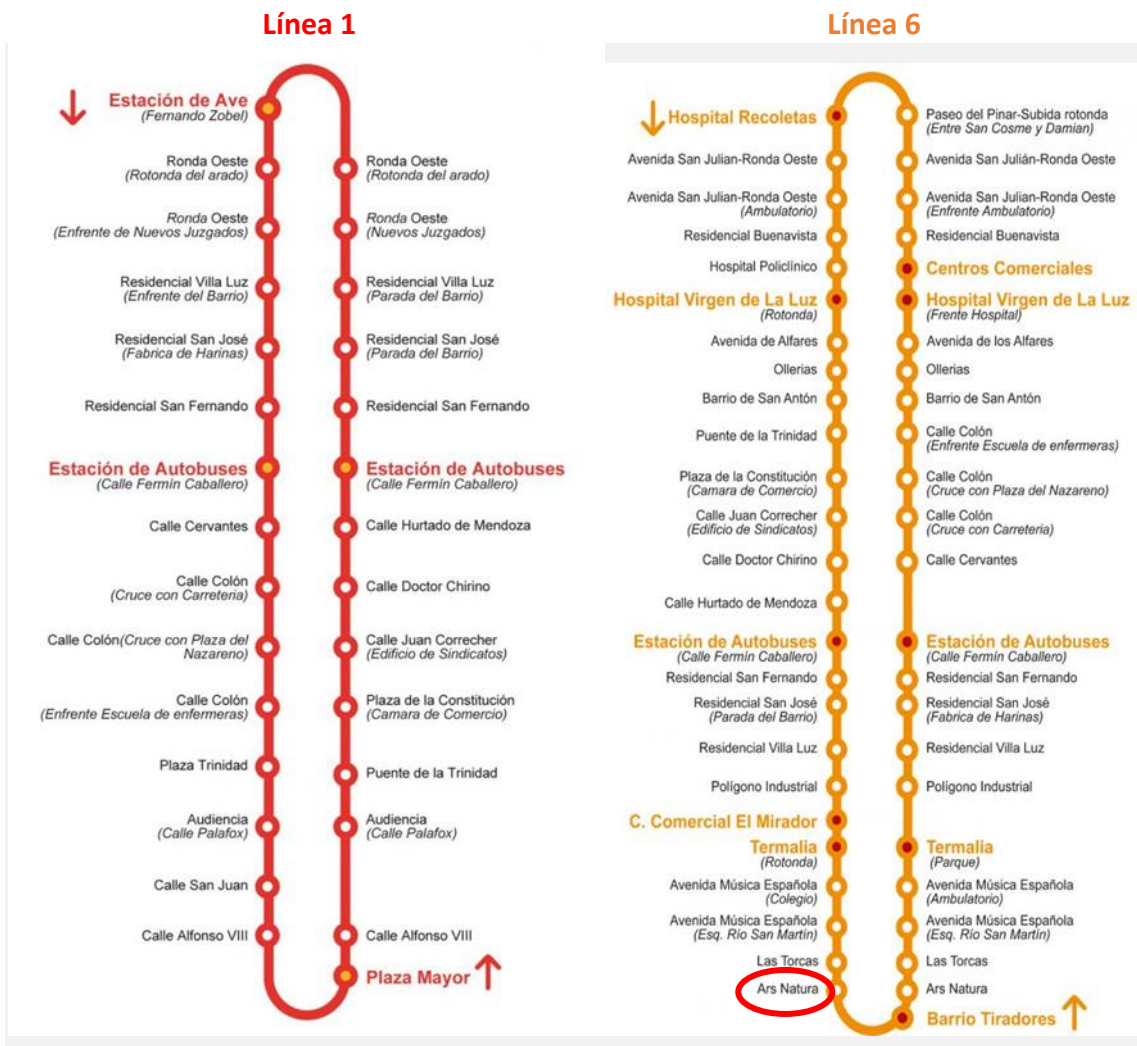 Línea 1
Estación de Ave
(Fernando Zobel)
Ronda Oeste
(Rotonda del arado)
Ronda Oeste
(Enfrente de Nuevos Juzgados)
Residencial Villa Luz
(Enfrente del Barrio)
Residencial San José
(Fabrica de Harinas)
Residencial San Fernando
Estación de Autobuses
(Calle Fermín Caballero)
Calle Cervantes
Calle Colón
(Cruce con Carreteria)
Calle Colón(Cruce con Plaza del
Nazareno)
Calle Colón
(Enfrente Escuela de enfermeras)
Plaza Trinidad
Audiencia
(Calle Palafox)
Calle San Juan
Calle Alfonso VIII
Ronda Oeste
(Rotonda del arado)
Ronda Oeste
(Nuevos Juzgados)
Residencial Villa Luz
(Parada del Barrio)
Residencial San José
(Parada del Barrio)
Residencial San Fernando
Estación de Autobuses
(Calle Fermín Caballero)
Calle Hurtado de Mendoza
Calle Doctor Chirino
Calle Juan Correcher
(Edificio de Sindicatos)
Plaza de la Constitución
(Camara de Comercio)
Puente de la Trinidad
Audiencia
(Calle Palafox)
Calle Alfonso VIII
Plaza Mayor
Línea 6
Hospital Recoletas
Avenida San Julian-Ronda Oeste
Avenida San Julian-Ronda Oeste
(Ambulatorio)
Residencial Buenavista
Hospital Policlínico
Hospital Virgen de La Luz
(Rotonda)
Avenida de Alfares
Ollerias
Barrio de San Antón
Puente de la Trinidad
Plaza de la Constitución
(Camara de Comercio)
Calle Juan Correcher
(Edificio de Sindicatos)
Calle Doctor Chirino
Calle Hurtado de Mendoza
Estación de Autobuses
(Calle Fermín Caballero)
Residencial San Fernando
Residencial San José
(Parada del Barrio)
Residencial Villa Luz
Polígono Industrial
C. Comercial El Mirador
Termalia
(Rotonda)
Avenida Música Española
(Colegio)
Avenida Música Española
(Esq. Río San Martín)
Las Torcas
Ars Natura
Paseo del Pinar-Subida rotonda
(Entre San Cosme y Damian)
Avenida San Julián-Ronda Oeste
Avenida San Julian-Ronda Oeste
(Enfrente Ambulatorio)
Residencial Buenavista
Centros Comerciales
Hospital Virgen de La Luz
(Frente Hospital)
Avenida de los Alfares
Ollerias
Barrio de San Antón
Calle Colón
(Enfrente Escuela de enfermeras)
Calle Colón
(Cruce con Plaza del Nazareno)
Calle Colón
(Cruce con Carreteria)
Calle Cervantes
Estación de Autobuses
(Calle Fermín Caballero)
Residencial San Fernando
Residencial San José
(Fabrica de Harinas)
Residencial Villa Luz
Polígono Industrial
Termalia
(Parque)
Avenida Música Española
(Ambulatorio)
Avenida Música Española
(Esq. Río San Martín)
Las Torcas
Ars Natura
Barrio Tiradores